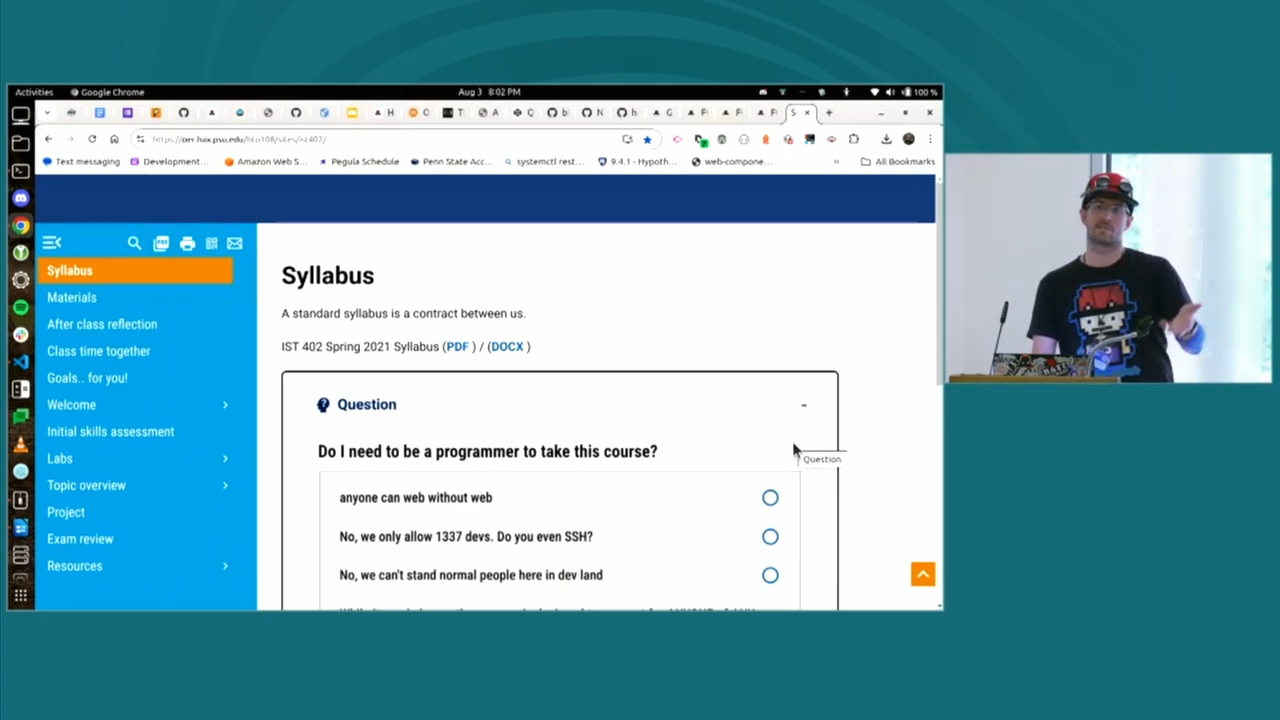 Activities
Google Chrome
Aug 3 8:02 PM
100 %
Text messaging
Development...
Amazon Web S...
Pegula Schedule
Penn State Acc...
systemctl rest...
9.4.1 - Hypoth...
web-compone...
All Bookmarks
Syllabus
Materials
After class reflection
Class time together
Goals.. for you!
Welcome
Initial skills assessment
Labs
Topic overview
Project
Exam review
Resources
Syllabus
A standard syllabus is a contract between us.
IST 402 Spring 2021 Syllabus (PDF ) / (DOCX )
Question
Do I need to be a programmer to take this course?
Question
anyone can web without web
No, we only allow 1337 devs. Do you even SSH?
No, we can't stand normal people here in dev land